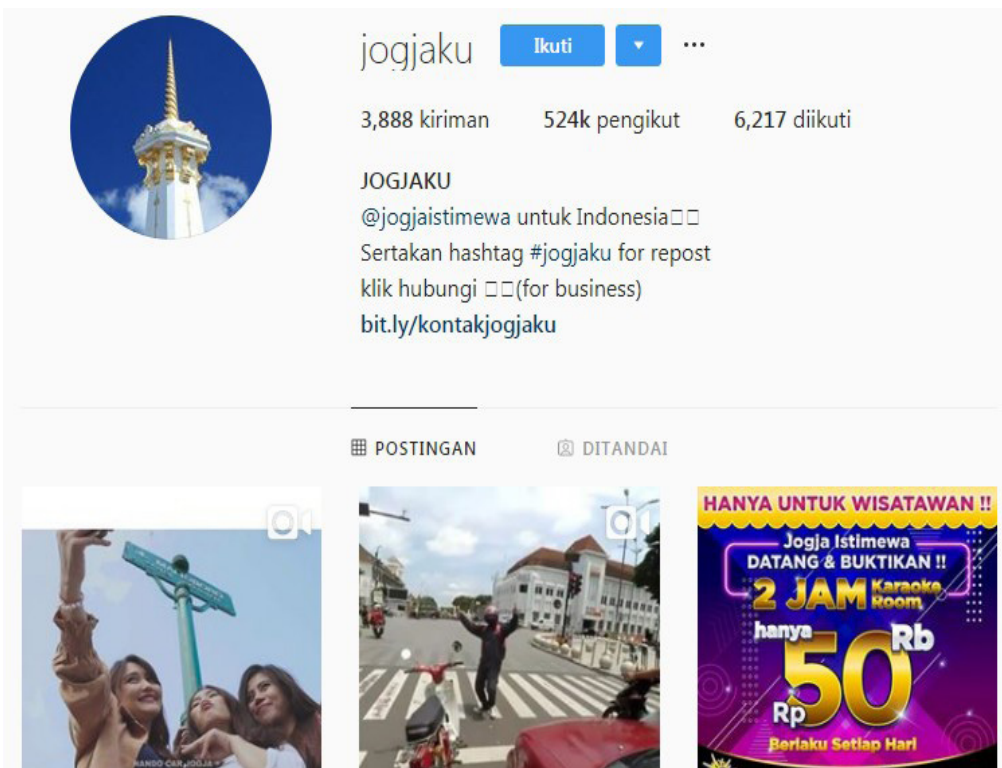 jogjaku Ikuti
3,888 kiriman 524k pengikut 6,217 diikuti
JOGJAKU
@jogjaistimewa untuk Indonesia
Sertakan hashtag #jogjaku for repost
klik hubungi (for business)
bit.ly/kontakjogjaku
POSTINGAN DITANDAI
HANYA UNTUK WISATAWAN !!
Jogja Istimewa
DATANG & BUKTIKAN !!
2 JAM Karaoke Room
hanya
Rp 50 Rb
Berlaku Setiap Hari